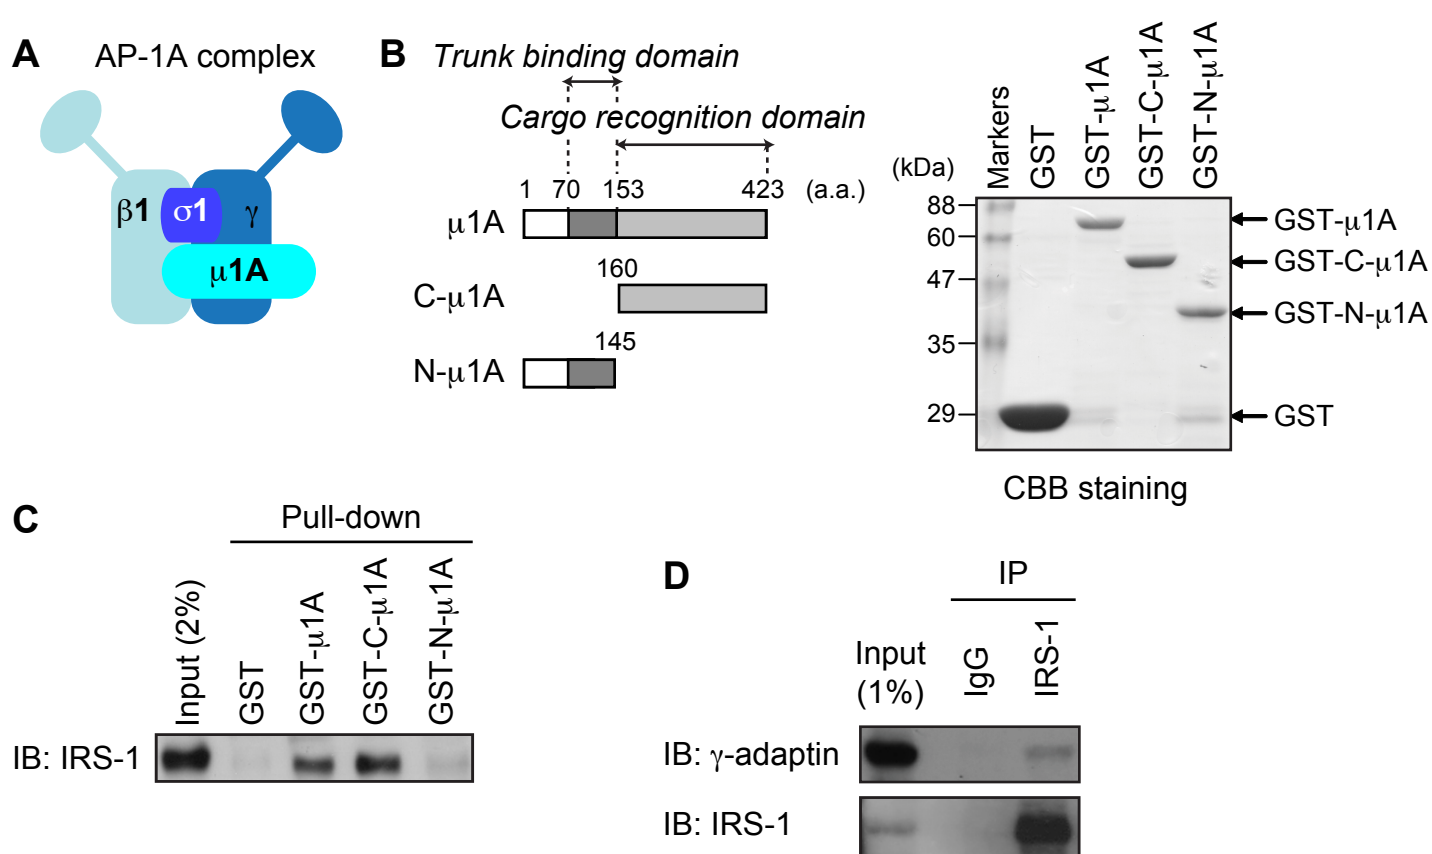 A
AP-1A complex
β1
σ1
γ
μ1A
B
Trunk binding domain
Cargo recognition domain
1 70 153 423 (a.a.)
μ1A
160
C-μ1A
145
N-μ1A
(kDa)
Markers
GST
GST-μ1A
GST-C-μ1A
GST-N-μ1A
88
60
47
35
29
GST-μ1A
GST-C-μ1A
GST-N-μ1A
GST
CBB staining
C
Pull-down
Input (2%)
GST
GST-μ1A
GST-C-μ1A
GST-N-μ1A
IB: IRS-1
D
IP
Input
(1%)
IgG
IRS-1
IB: γ-adaptin
IB: IRS-1